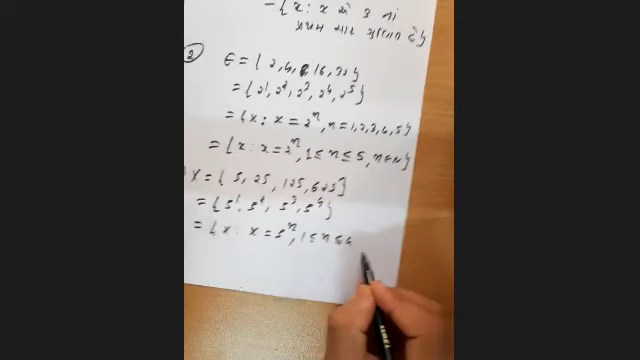 - {x : x એ 3 નાં
પ્રથમ ચાર ગુણિત છે}
(2) E = { 2, 4, 8, 16, 32 }
= { 2¹, 2², 2³, 2⁴, 2⁵ }
= { x : x = 2ⁿ, n = 1, 2, 3, 4, 5 }
= { x : x = 2ⁿ, 1 ≤ n ≤ 5, n ∈ N }
X = { 5, 25, 125, 625 }
= { 5¹, 5², 5³, 5⁴ }
= { x : x = 5ⁿ, 1 ≤ n ≤ 4